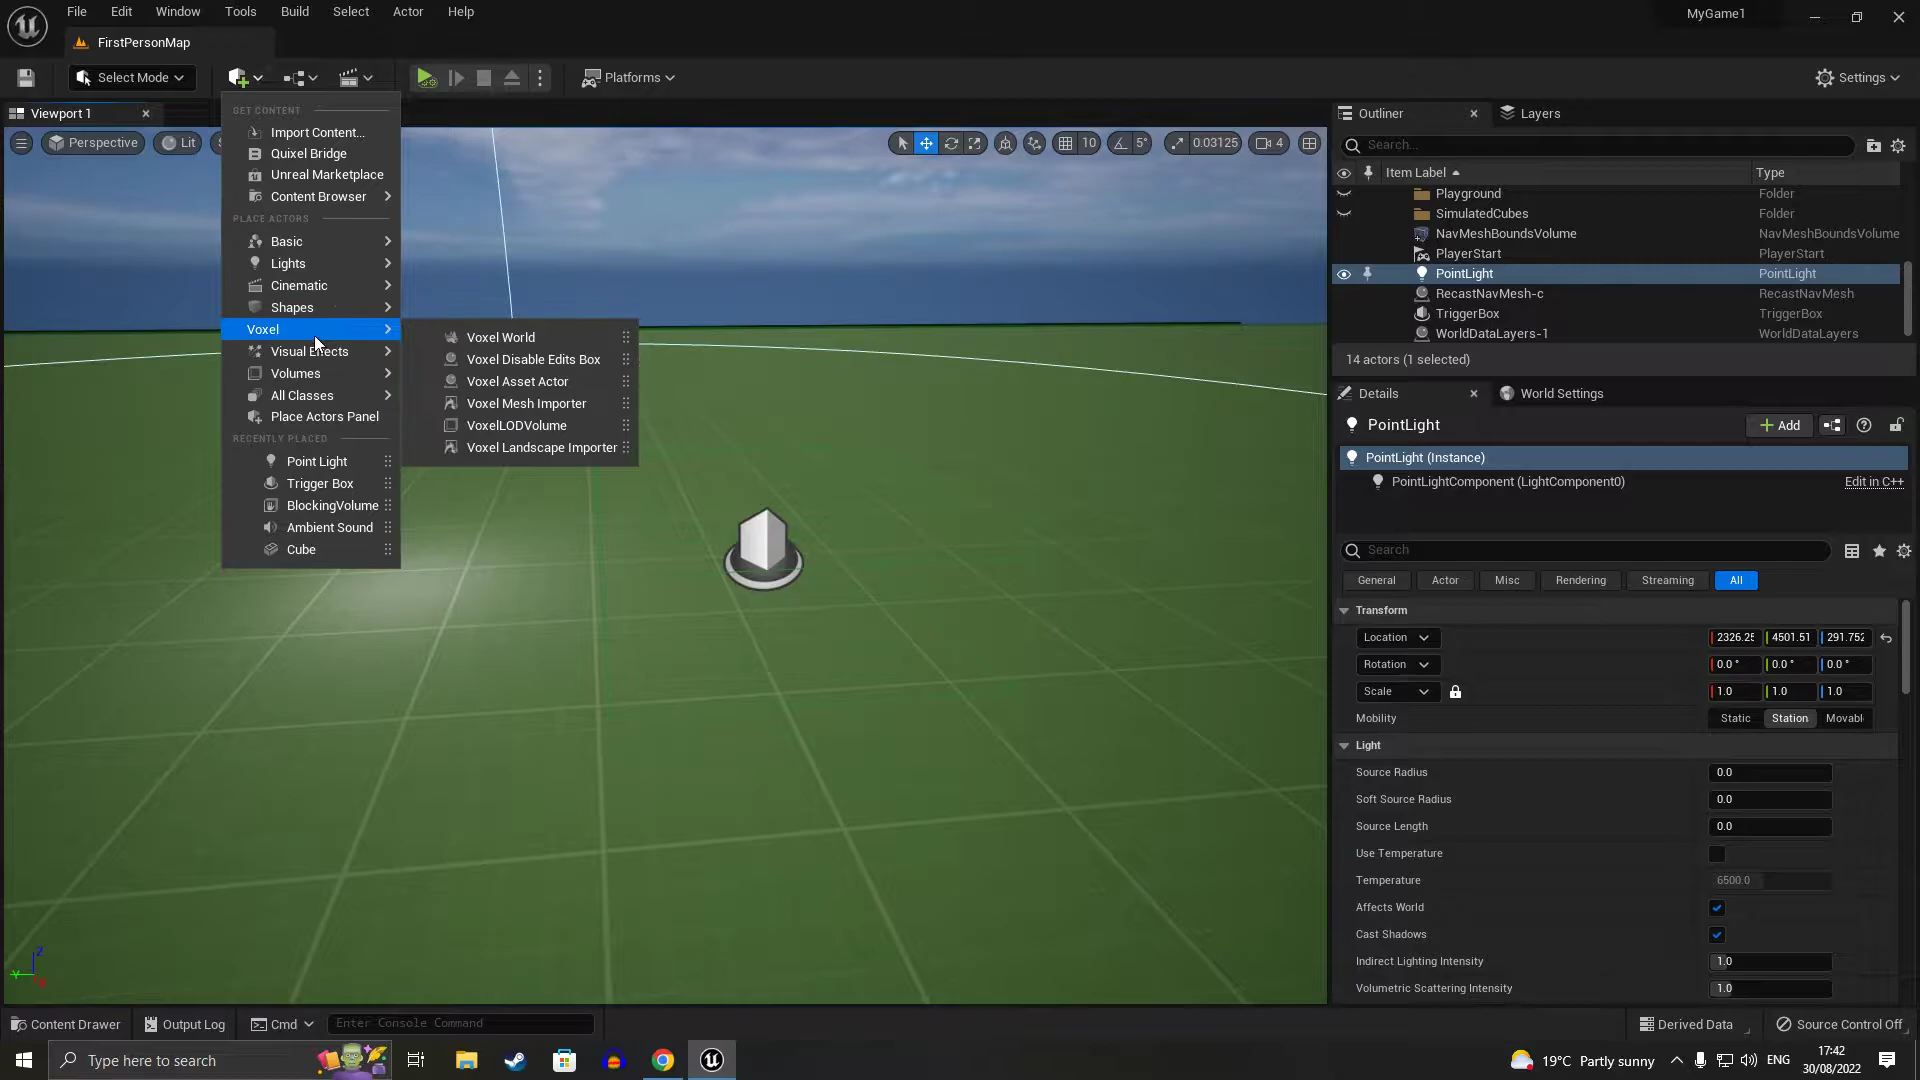 File Edit Window Tools Build Select Actor Help
MyGame1
FirstPersonMap
Select Mode
Platforms
Settings
Viewport 1
Perspective
Lit
10
5°
0.03125
4
GET CONTENT
Import Content...
Quixel Bridge
Unreal Marketplace
Content Browser
PLACE ACTORS
Basic
Lights
Cinematic
Shapes
Voxel
Visual Effects
Volumes
All Classes
Place Actors Panel
RECENTLY PLACED
Point Light
Trigger Box
BlockingVolume
Ambient Sound
Cube
Voxel World
Voxel Disable Edits Box
Voxel Asset Actor
Voxel Mesh Importer
VoxelLODVolume
Voxel Landscape Importer
Z
Y
X
Outliner
Layers
Search...
Item Label Type
Playground Folder
SimulatedCubes Folder
NavMeshBoundsVolume NavMeshBoundsVolume
PlayerStart PlayerStart
PointLight PointLight
RecastNavMesh-c RecastNavMesh
TriggerBox TriggerBox
WorldDataLayers-1 WorldDataLayers
14 actors (1 selected)
Details
World Settings
PointLight
Add
PointLight (Instance)
PointLightComponent (LightComponent0) Edit in C++
Search
General Actor Misc Rendering Streaming All
Transform
Location 2326.25 4501.51 291.752
Rotation 0.0 ° 0.0 ° 0.0 °
Scale 1.0 1.0 1.0
Mobility Static Station Movabl
Light
Source Radius 0.0
Soft Source Radius 0.0
Source Length 0.0
Use Temperature
Temperature 6500.0
Affects World
Cast Shadows
Indirect Lighting Intensity 1.0
Volumetric Scattering Intensity 1.0
Content Drawer
Output Log
Cmd
Enter Console Command
Derived Data
Source Control Off
Type here to search
19°C Partly sunny
ENG
17:42
30/08/2022